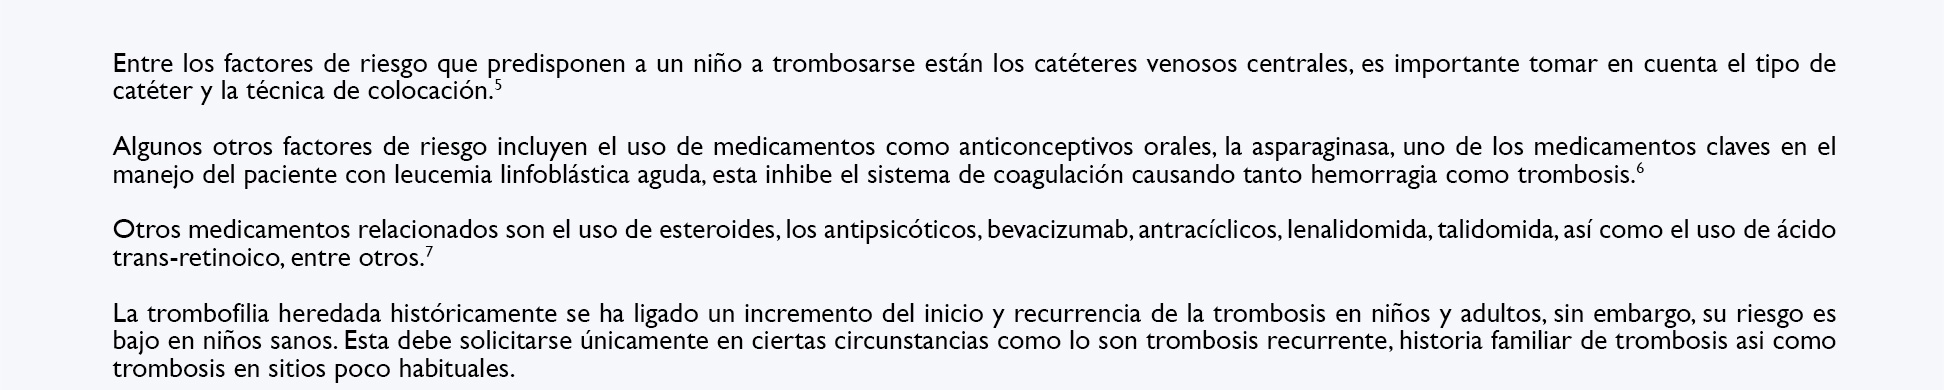 Entre los factores de riesgo que predisponen a un niño a trombosarse están los catéteres venosos centrales, es importante tomar en cuenta el tipo de
catéter y la técnica de colocación.⁵
Algunos otros factores de riesgo incluyen el uso de medicamentos como anticonceptivos orales, la asparaginasa, uno de los medicamentos claves en el
manejo del paciente con leucemia linfoblástica aguda, esta inhibe el sistema de coagulación causando tanto hemorragia como trombosis.⁶
Otros medicamentos relacionados son el uso de esteroides, los antipsicóticos, bevacizumab, antracíclicos, lenalidomida, talidomida, así como el uso de ácido
trans-retinoico, entre otros.⁷
La trombofilia heredada históricamente se ha ligado un incremento del inicio y recurrencia de la trombosis en niños y adultos, sin embargo, su riesgo es
bajo en niños sanos. Esta debe solicitarse únicamente en ciertas circunstancias como lo son trombosis recurrente, historia familiar de trombosis asi como
trombosis en sitios poco habituales.